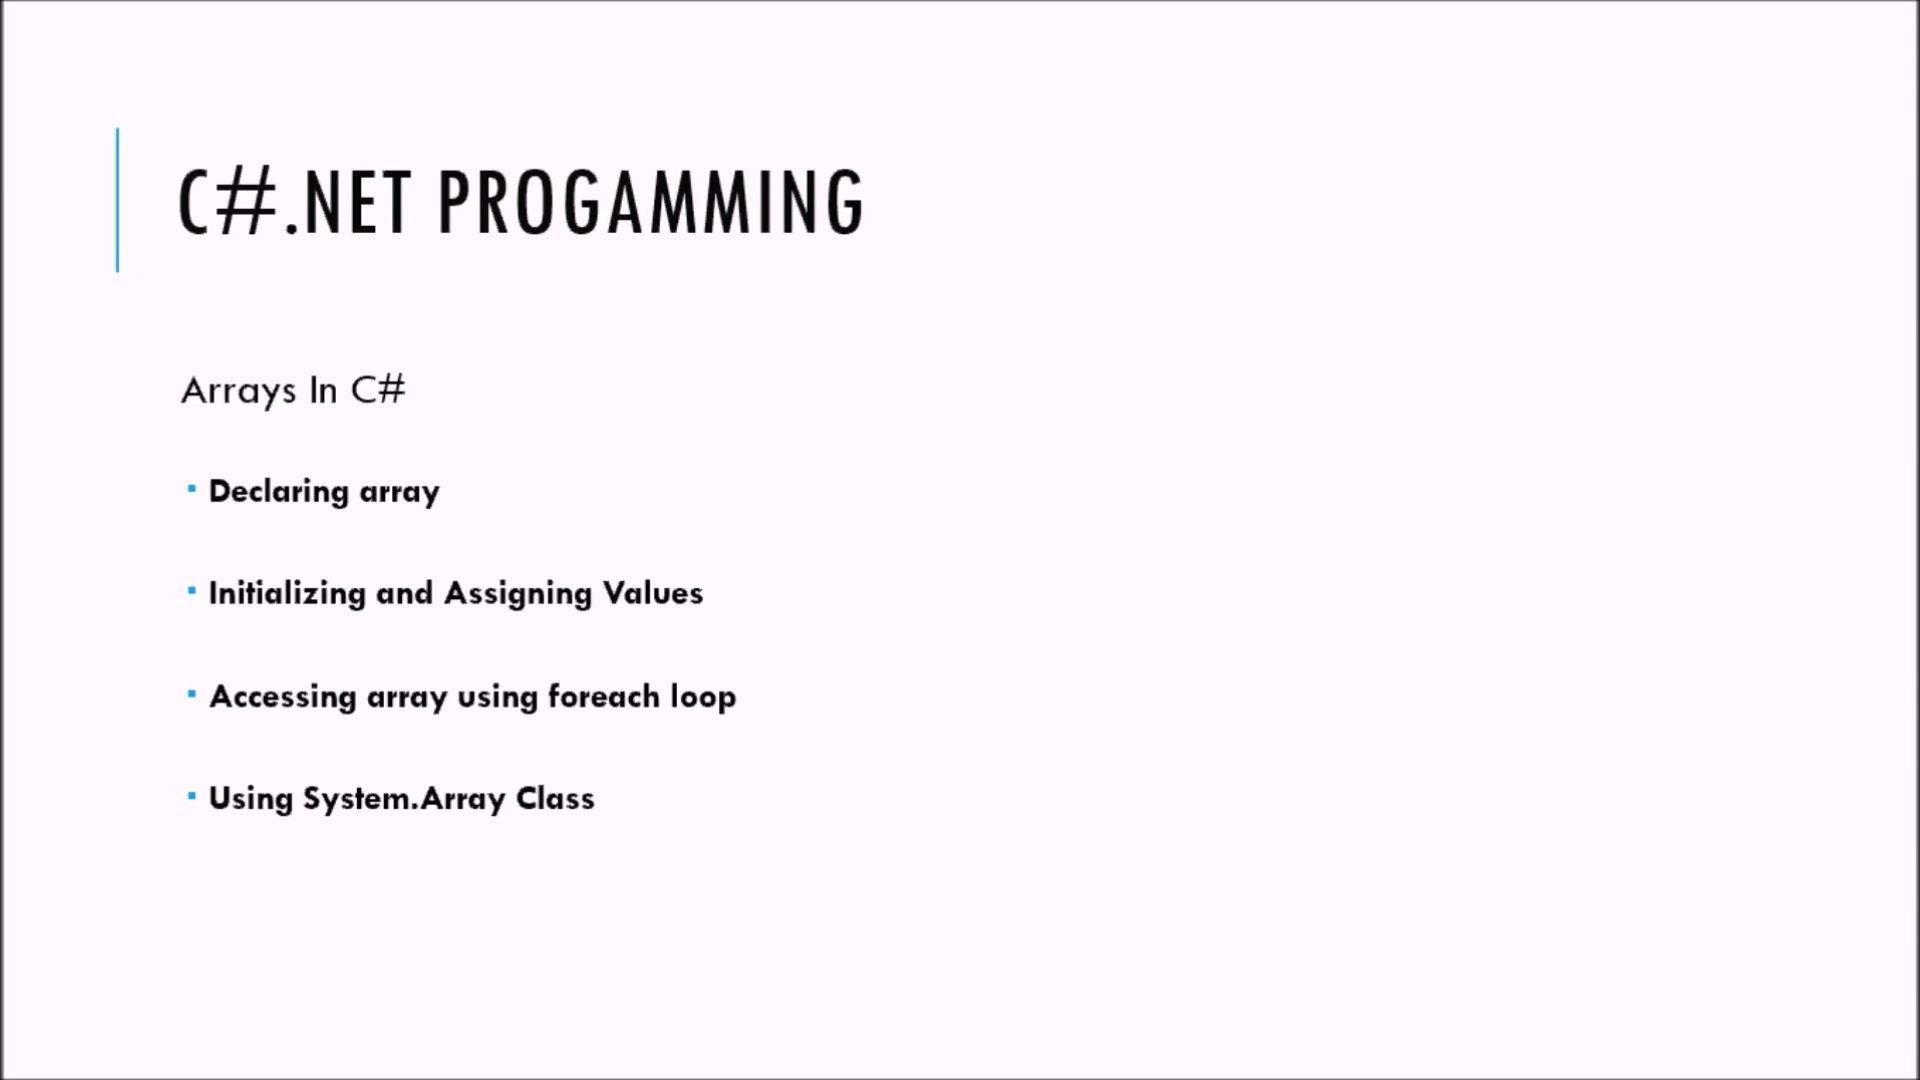 C#.NET PROGAMMING
Arrays In C#
Declaring array
Initializing and Assigning Values
Accessing array using foreach loop
Using System.Array Class